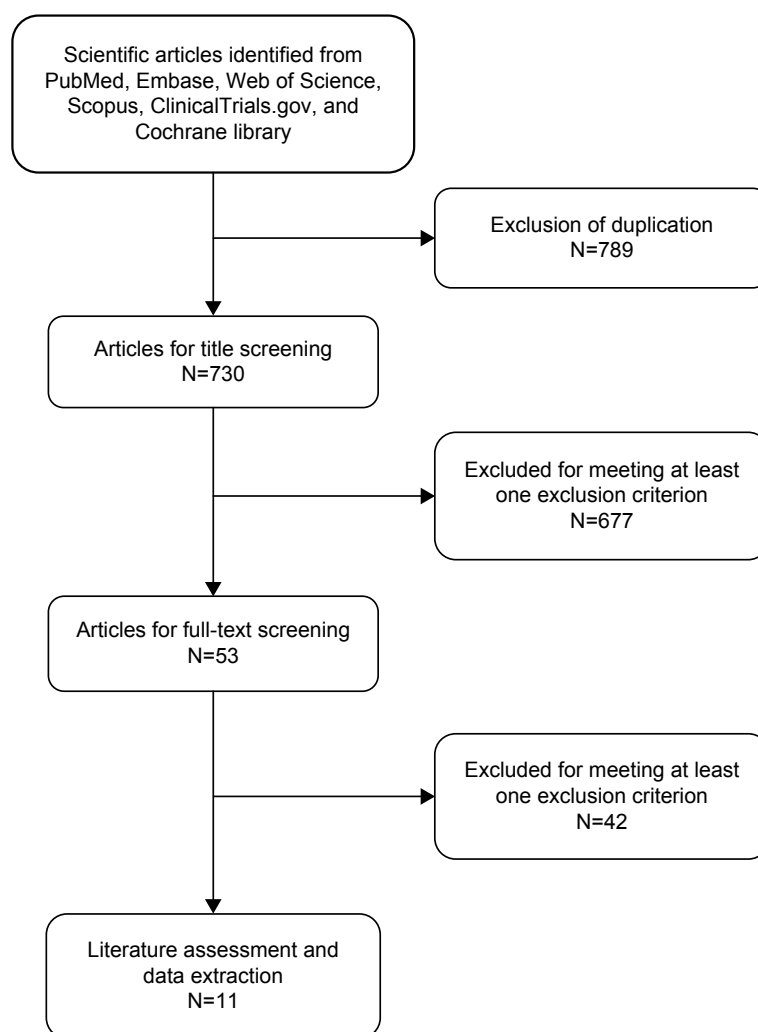 Scientific articles identified from
PubMed, Embase, Web of Science,
Scopus, ClinicalTrials.gov, and
Cochrane library
Exclusion of duplication
N=789
Articles for title screening
N=730
Excluded for meeting at least
one exclusion criterion
N=677
Articles for full-text screening
N=53
Excluded for meeting at least
one exclusion criterion
N=42
Literature assessment and
data extraction
N=11